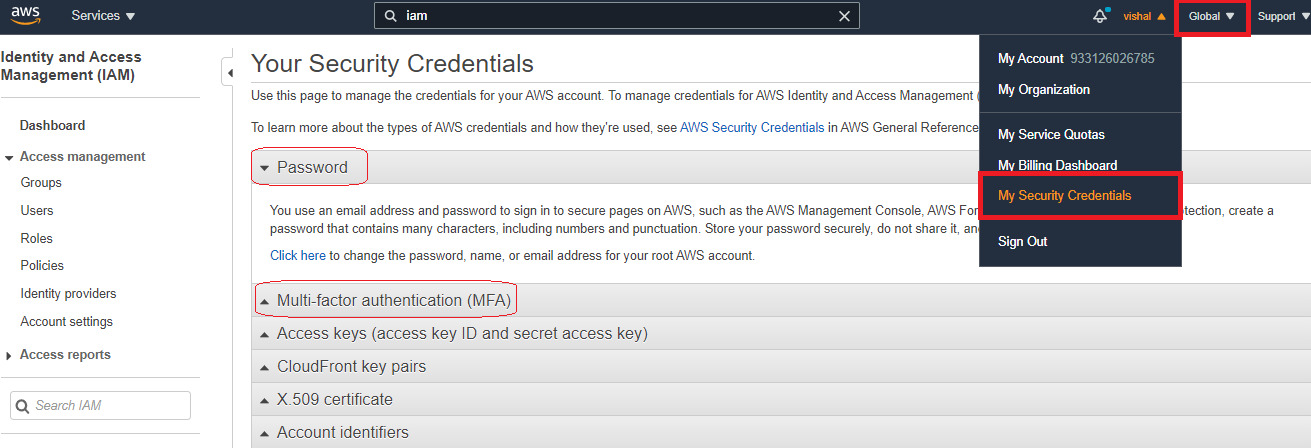 aws
Services
iam
vishal
Global
Support
My Account 933126026785
My Organization
My Service Quotas
My Billing Dashboard
My Security Credentials
Sign Out
Identity and Access
Management (IAM)
Dashboard
Access management
Groups
Users
Roles
Policies
Identity providers
Account settings
Access reports
Search IAM
Your Security Credentials
Use this page to manage the credentials for your AWS account. To manage credentials for AWS Identity and Access Management (
To learn more about the types of AWS credentials and how they're used, see AWS Security Credentials in AWS General Reference
Password
You use an email address and password to sign in to secure pages on AWS, such as the AWS Management Console, AWS For tection, create a
password that contains many characters, including numbers and punctuation. Store your password securely, do not share it, an
Click here to change the password, name, or email address for your root AWS account.
Multi-factor authentication (MFA)
Access keys (access key ID and secret access key)
CloudFront key pairs
X.509 certificate
Account identifiers